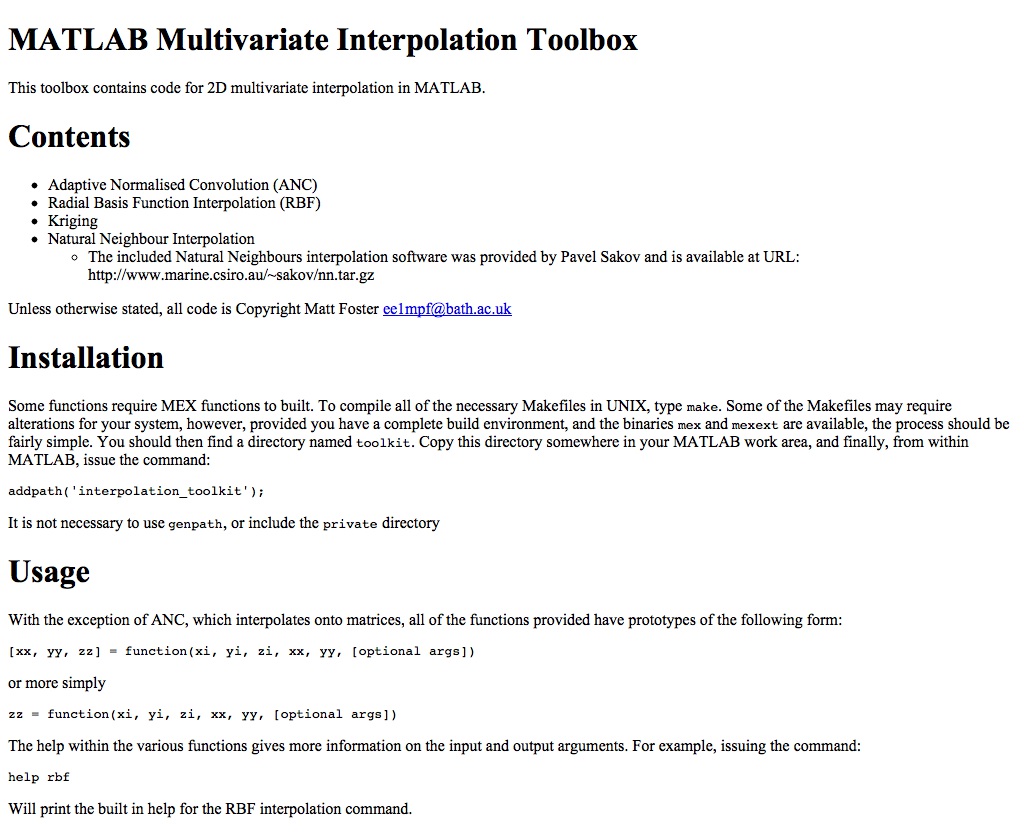 MATLAB Multivariate Interpolation Toolbox
This toolbox contains code for 2D multivariate interpolation in MATLAB.
Contents
• Adaptive Normalised Convolution (ANC)
• Radial Basis Function Interpolation (RBF)
• Kriging
• Natural Neighbour Interpolation
◦ The included Natural Neighbours interpolation software was provided by Pavel Sakov and is available at URL:
http://www.marine.csiro.au/~sakov/nn.tar.gz
Unless otherwise stated, all code is Copyright Matt Foster ee1mpf@bath.ac.uk
Installation
Some functions require MEX functions to built. To compile all of the necessary Makefiles in UNIX, type make. Some of the Makefiles may require
alterations for your system, however, provided you have a complete build environment, and the binaries mex and mexext are available, the process should be
fairly simple. You should then find a directory named toolkit. Copy this directory somewhere in your MATLAB work area, and finally, from within
MATLAB, issue the command:
addpath('interpolation_toolkit');
It is not necessary to use genpath, or include the private directory
Usage
With the exception of ANC, which interpolates onto matrices, all of the functions provided have prototypes of the following form:
[xx, yy, zz] = function(xi, yi, zi, xx, yy, [optional args])
or more simply
zz = function(xi, yi, zi, xx, yy, [optional args])
The help within the various functions gives more information on the input and output arguments. For example, issuing the command:
help rbf
Will print the built in help for the RBF interpolation command.